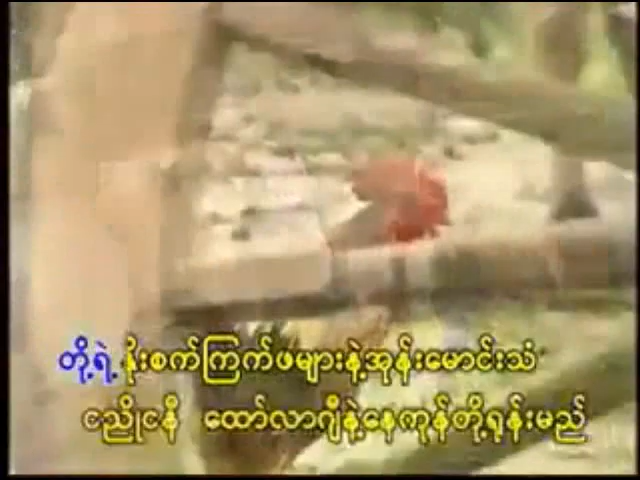 တို့ရဲ့ နှိုးစက်ကြက်ဖများနဲ့အုန်းမောင်းသံ
ငညိုငနီ ထော်လာဂျီနဲ့နေကုန်တို့ရုန်းမည်